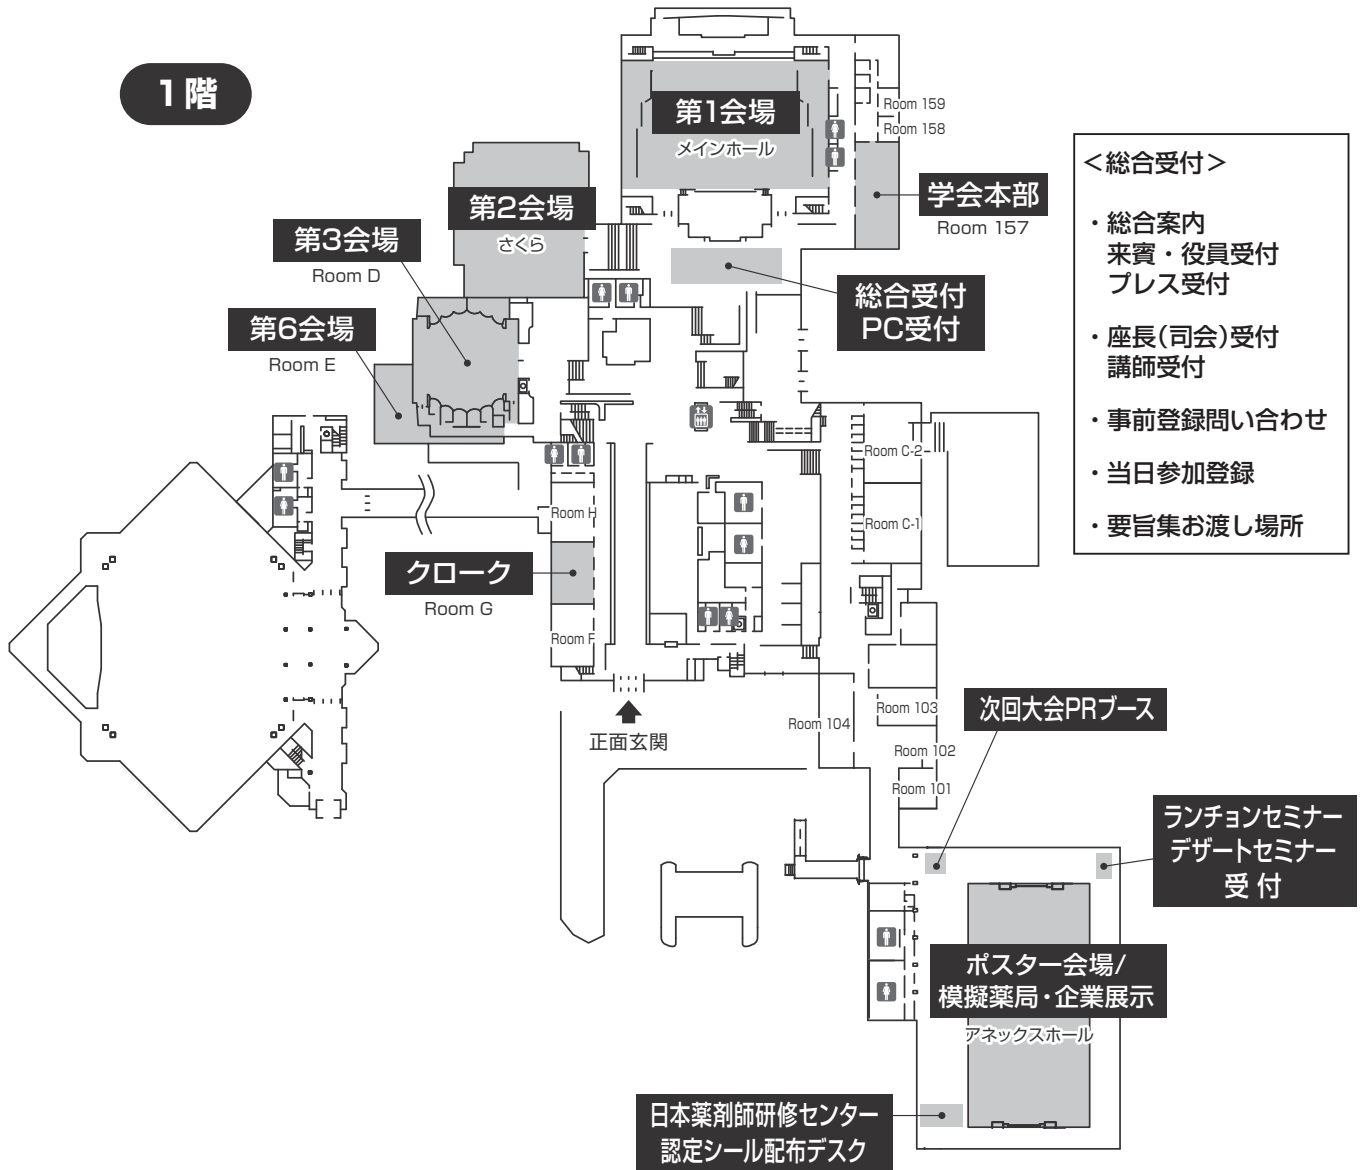 1階
第1会場
メインホール
Room 159
Room 158
学会本部
Room 157
第2会場
さくら
第3会場
Room D
第6会場
Room E
総合受付
PC受付
＜総合受付＞
・総合案内
来賓・役員受付
プレス受付
・座長(司会)受付
講師受付
・事前登録問い合わせ
・当日参加登録
・要旨集お渡し場所
Room C-2
Room C-1
Room H
クローク
Room G
Room F
正面玄関
Room 104
Room 103
Room 102
Room 101
次回大会PRブース
ランチョンセミナー
デザートセミナー
受 付
ポスター会場/
模擬薬局・企業展示
アネックスホール
日本薬剤師研修センター
認定シール配布デスク